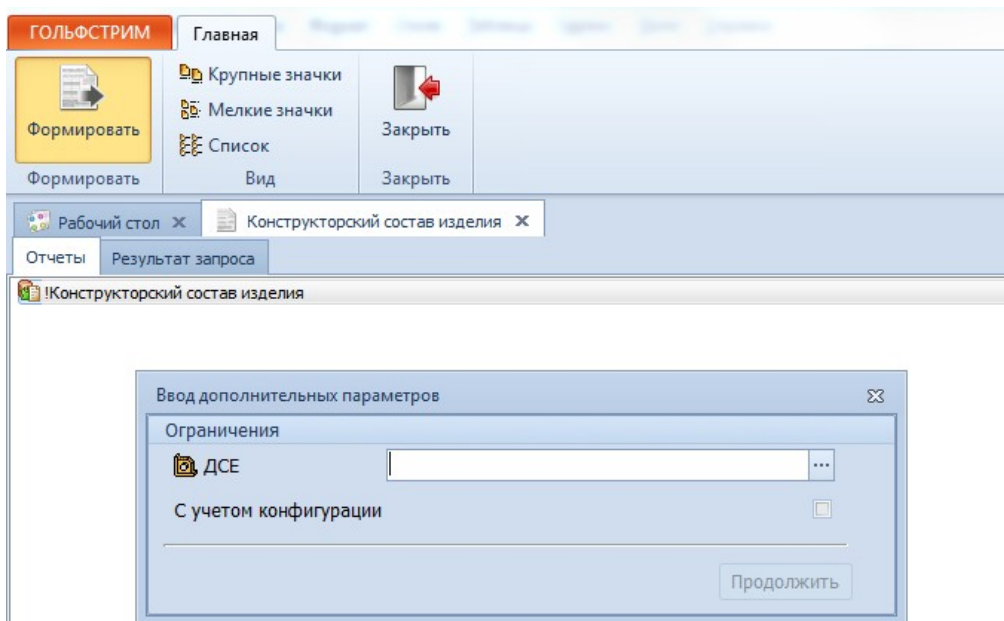 ГОЛЬФСТРИМ Главная
Формировать
Крупные значки
Мелкие значки
Список
Закрыть
Формировать Вид Закрыть
Рабочий стол Конструкторский состав изделия
Отчеты Результат запроса
!Конструкторский состав изделия
Ввод дополнительных параметров
Ограничения
ДСЕ
...
С учетом конфигурации
Продолжить